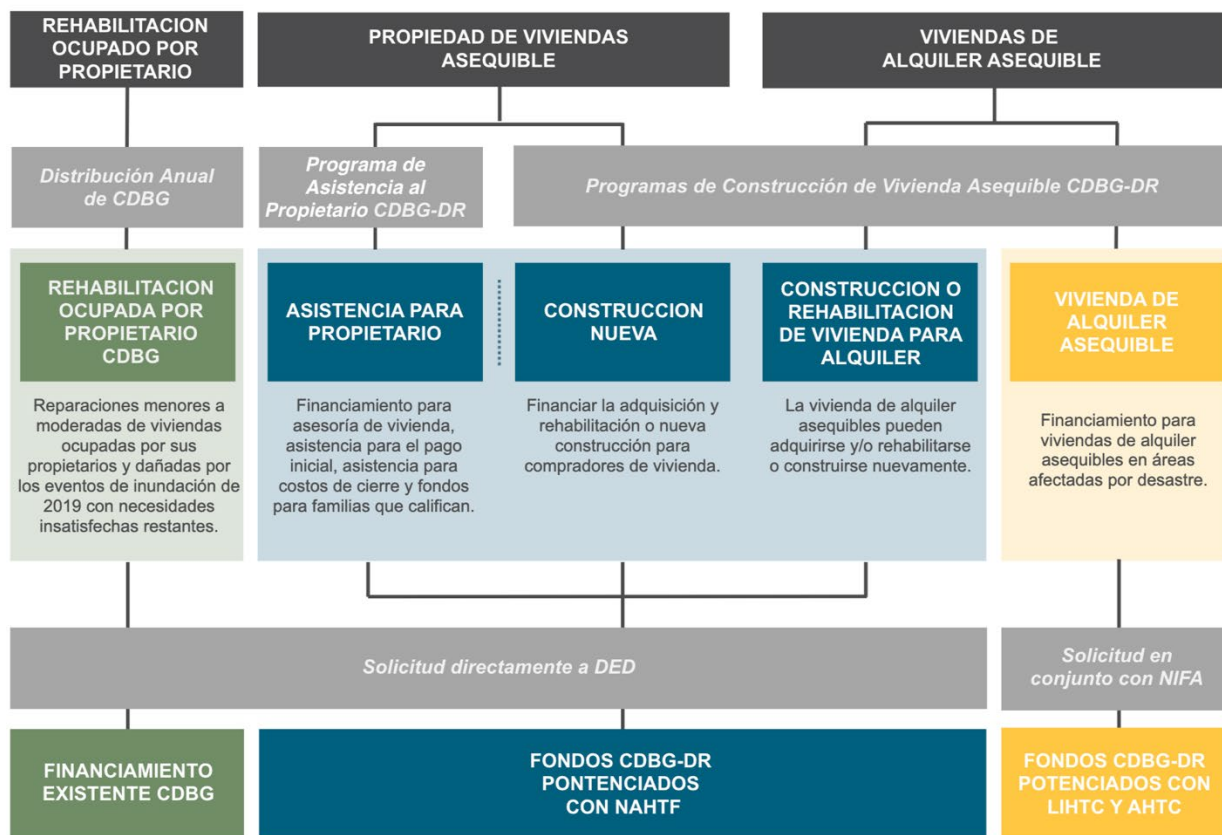 REHABILITACION
OCUPADO POR
PROPIETARIO
PROPIEDAD DE VIVIENDAS
ASEQUIBLE
VIVIENDAS DE
ALQUILER ASEQUIBLE
Distribución Anual
de CDBG
Programa de
Asistencia al
Propietario CDBG-DR
Programas de Construcción de Vivienda Asequible CDBG-DR
REHABILITACION
OCUPADA POR
PROPIETARIO
CDBG
Reparaciones menores a
moderadas de viviendas
ocupadas por sus
propietarios y dañadas por
los eventos de inundación de
2019 con necesidades
insatisfechas restantes.
ASISTENCIA PARA
PROPIETARIO
Financiamiento para
asesoría de vivienda,
asistencia para el pago
inicial, asistencia para
costos de cierre y fondos
para familias que califican.
CONSTRUCCION
NUEVA
Financiar la adquisición y
rehabilitación o nueva
construcción para
compradores de vivienda.
CONSTRUCCION O
REHABILITACION
DE VIVIENDA PARA
ALQUILER
La vivienda de alquiler
asequibles pueden
adquirirse y/o rehabilitarse
o construirse nuevamente.
VIVIENDA DE
ALQUILER
ASEQUIBLE
Financiamiento para
viviendas de alquiler
asequibles en áreas
afectadas por desastre.
Solicitud directamente a DED
Solicitud en
conjunto con NIFA
FINANCIAMIENTO
EXISTENTE CDBG
FONDOS CDBG-DR
PONTENCIADOS
CON NAHTF
FONDOS CDBG-DR
POTENCIADOS CON
LIHTC Y AHTC